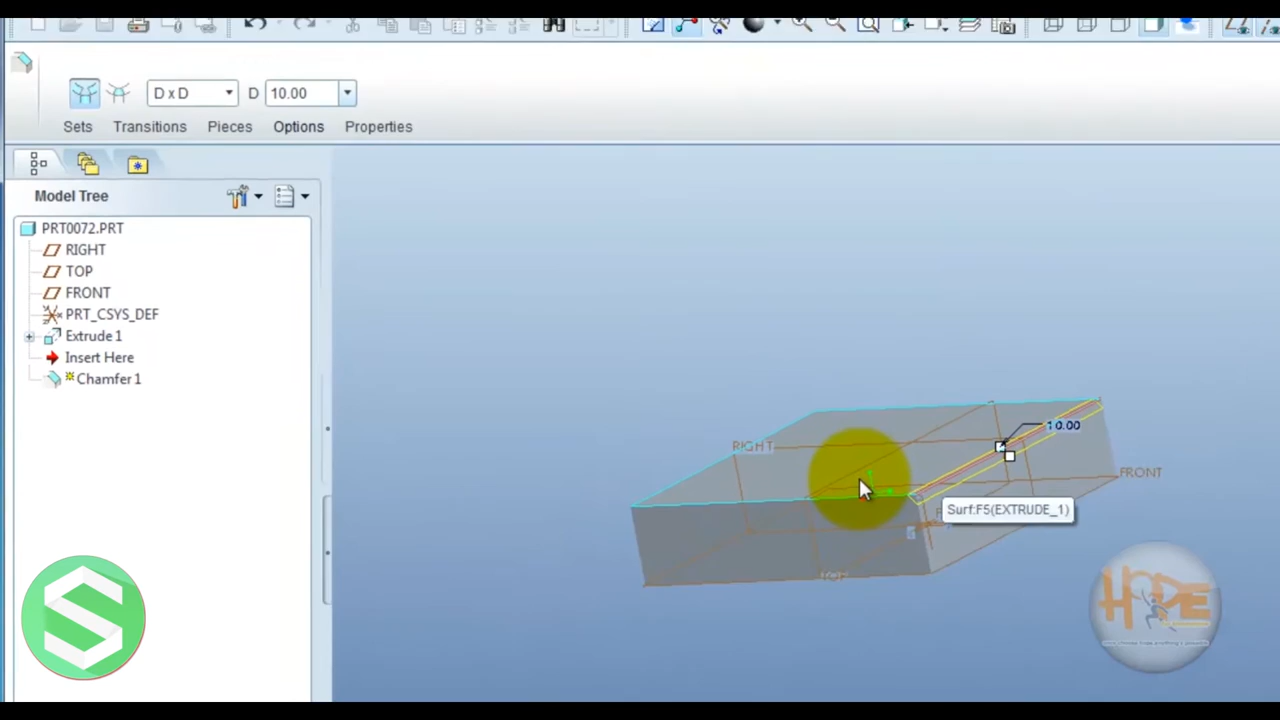 D x D
D
10.00
Sets
Transitions
Pieces
Options
Properties
Model Tree
PRT0072.PRT
RIGHT
TOP
FRONT
PRT_CSYS_DEF
Extrude 1
Insert Here
Chamfer 1
RIGHT
10.00
FRONT
Surf:F5(EXTRUDE_1)
TOP
HOPE